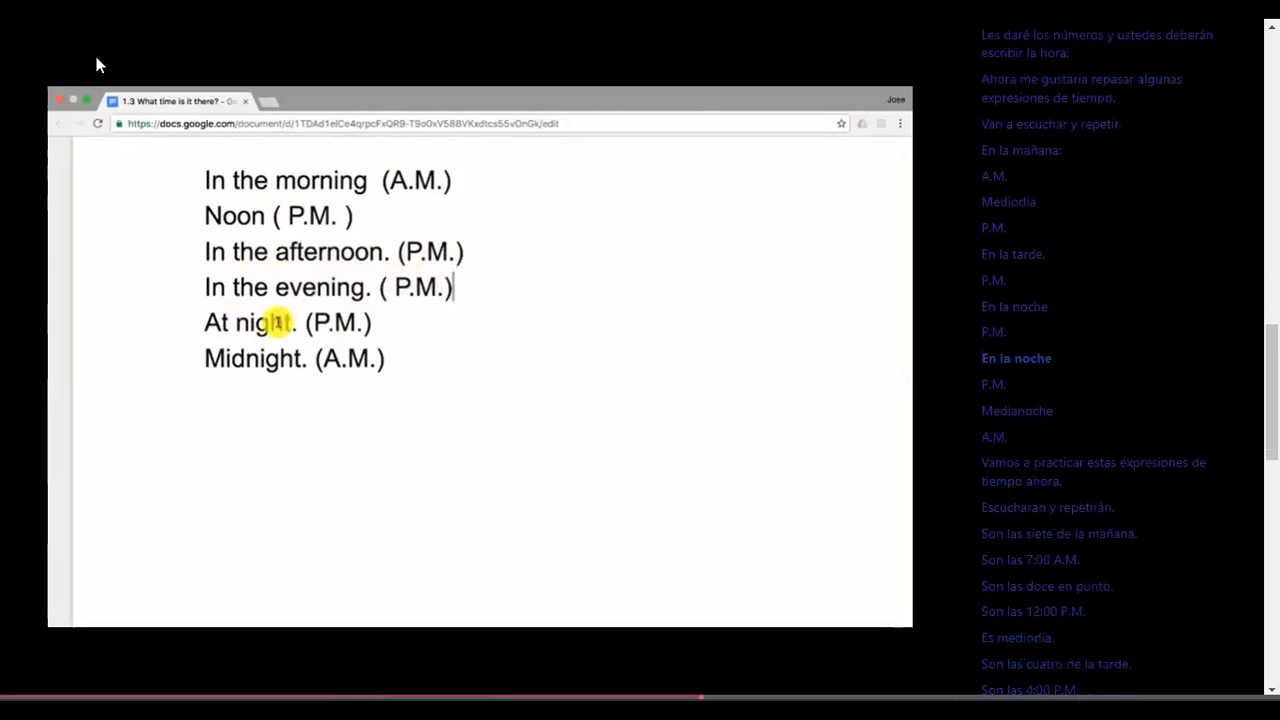 1.3 What time is it there? - Go
Jose
https://docs.google.com/document/d/1TDAd1elCe4qrpcFxQR9-T9o0xV58BVKxdtcs55vOnGk/edit
In the morning (A.M.)
Noon ( P.M. )
In the afternoon. (P.M.)
In the evening. ( P.M.)
At night. (P.M.)
Midnight. (A.M.)
Les daré los números y ustedes deberán
escribir la hora:
Ahora me gustaría repasar algunas
expresiones de tiempo.
Van a escuchar y repetir.
En la mañana:
A.M.
Mediodía
P.M.
En la tarde.
P.M.
En la noche
P.M.
En la noche
P.M.
Medianoche
A.M.
Vamos a practicar estas expresiones de
tiempo ahora.
Escucharan y repetirán.
Son las siete de la mañana.
Son las 7:00 A.M.
Son las doce en punto.
Son las 12:00 P.M.
Es mediodía.
Son las cuatro de la tarde.
Son las 4:00 P.M.